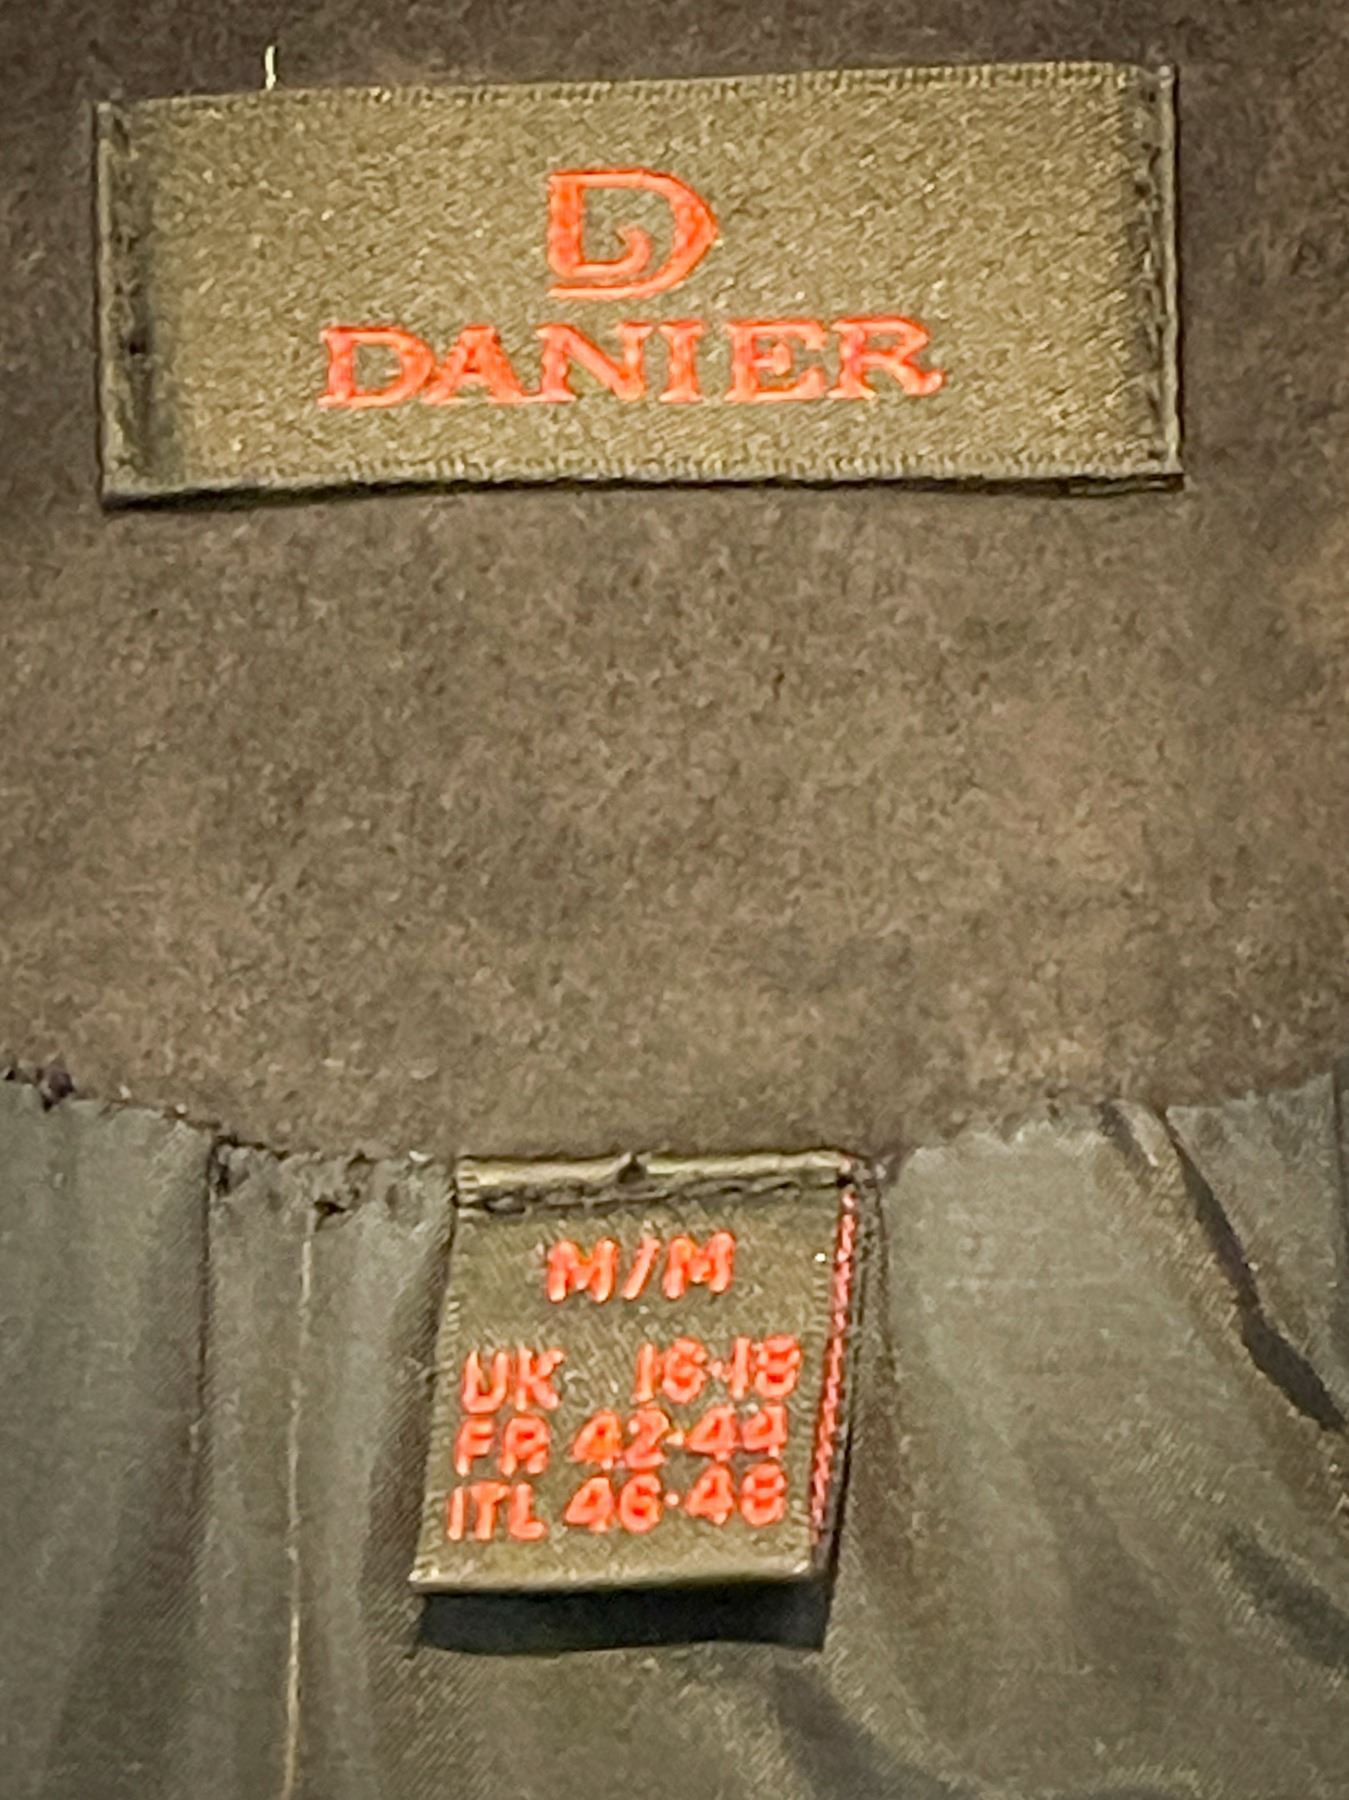 D
DANIER
M/M
UK 16-18
FR 42-44
ITL 46-48